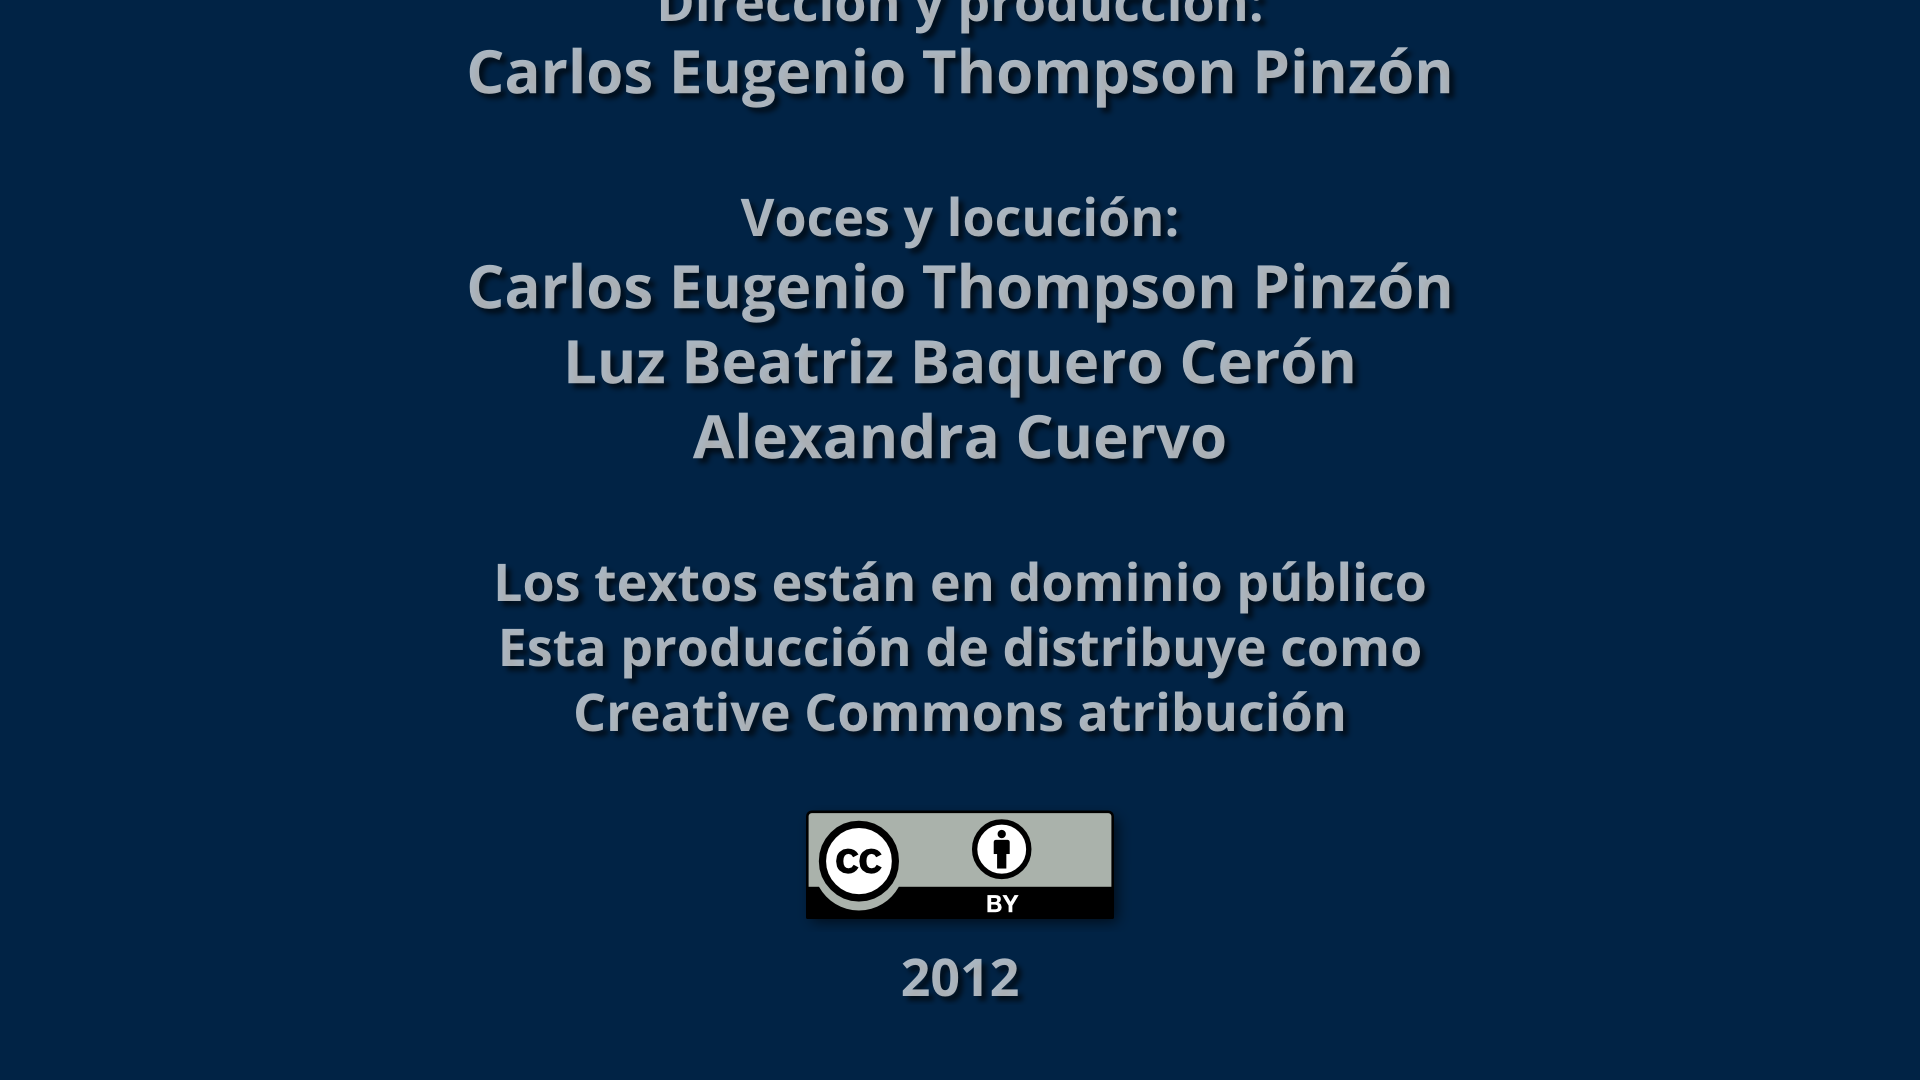 Dirección y producción:
Carlos Eugenio Thompson Pinzón
Voces y locución:
Carlos Eugenio Thompson Pinzón
Luz Beatriz Baquero Cerón
Alexandra Cuervo
Los textos están en dominio público
Esta producción de distribuye como
Creative Commons atribución
CC
BY
2012